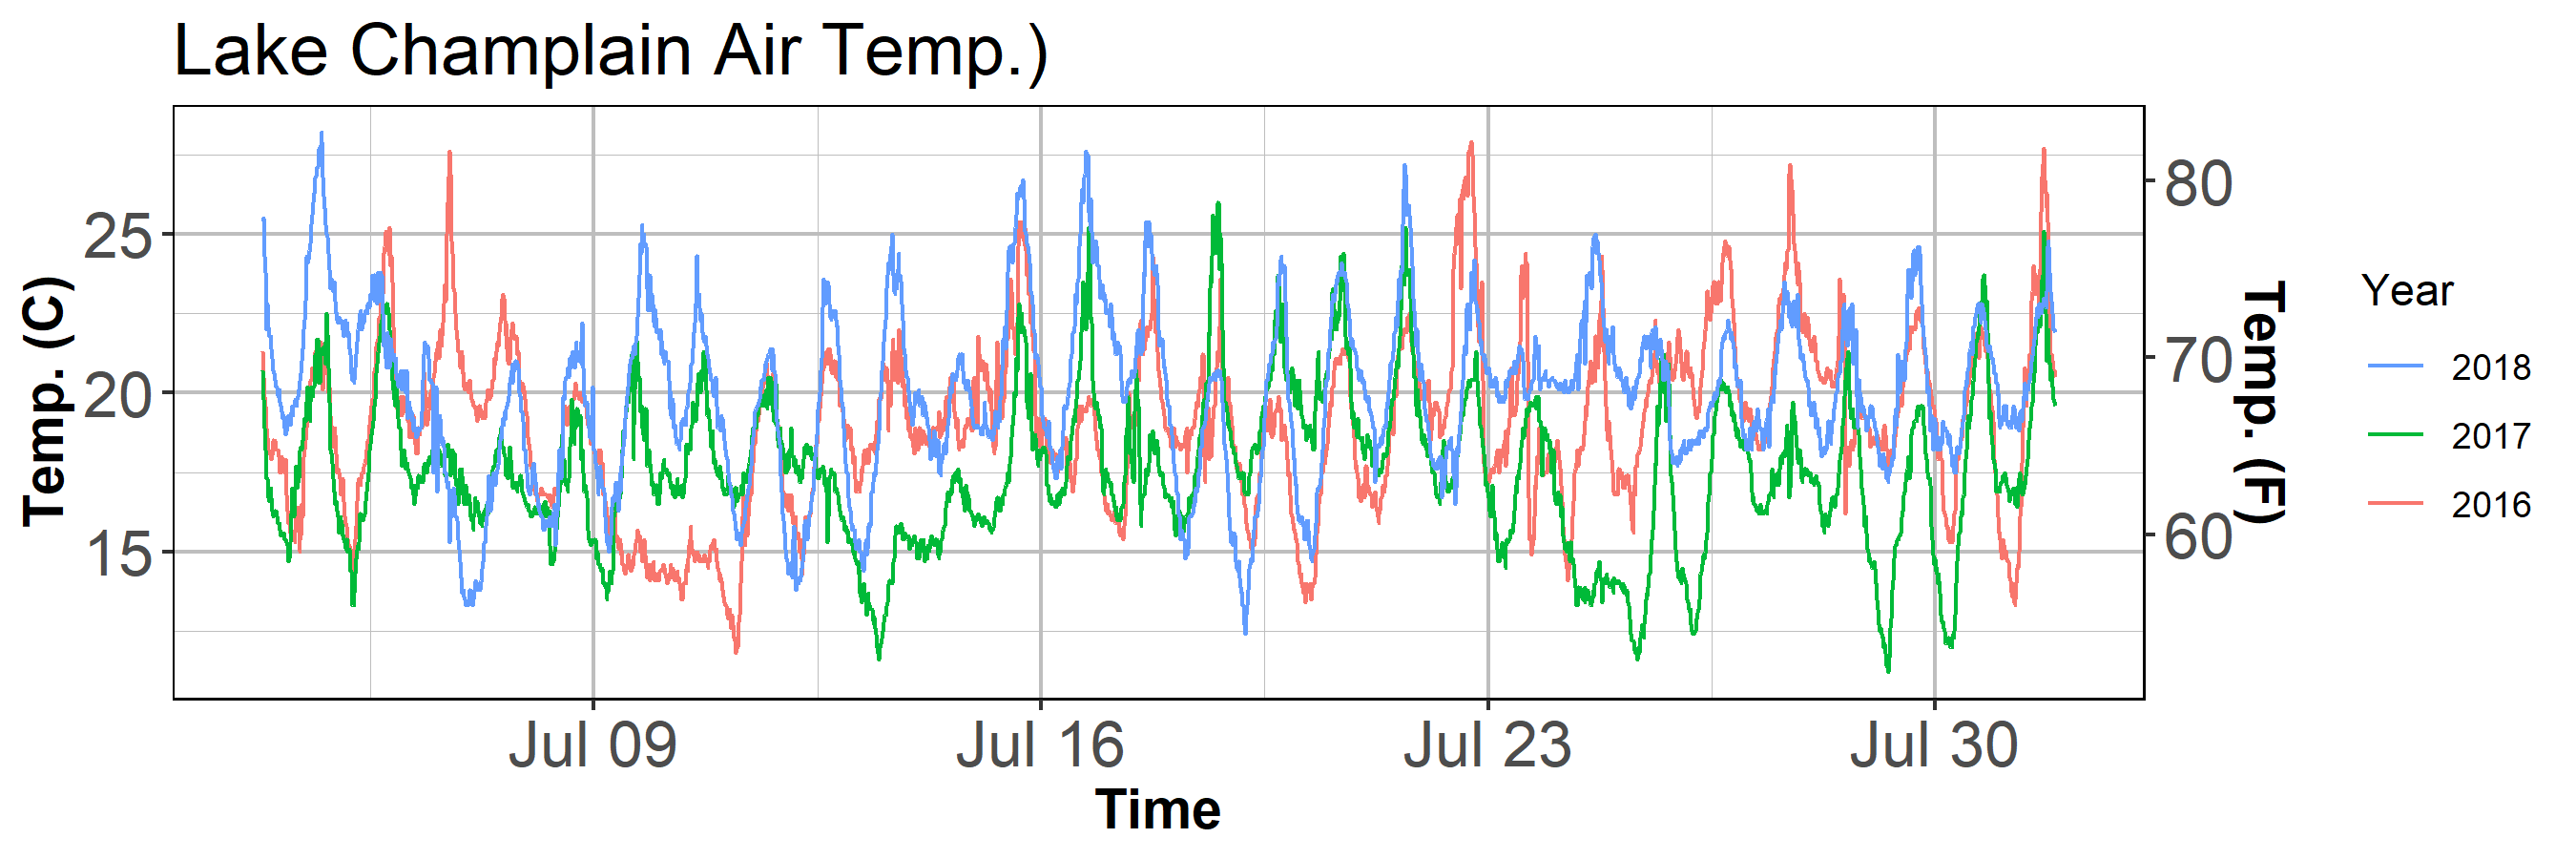 Lake Champlain Air Temp.)
Temp. (C)
25
20
15
80
70
60
Temp. (F)
Jul 09
Jul 16
Jul 23
Jul 30
Time
Year
2018
2017
2016